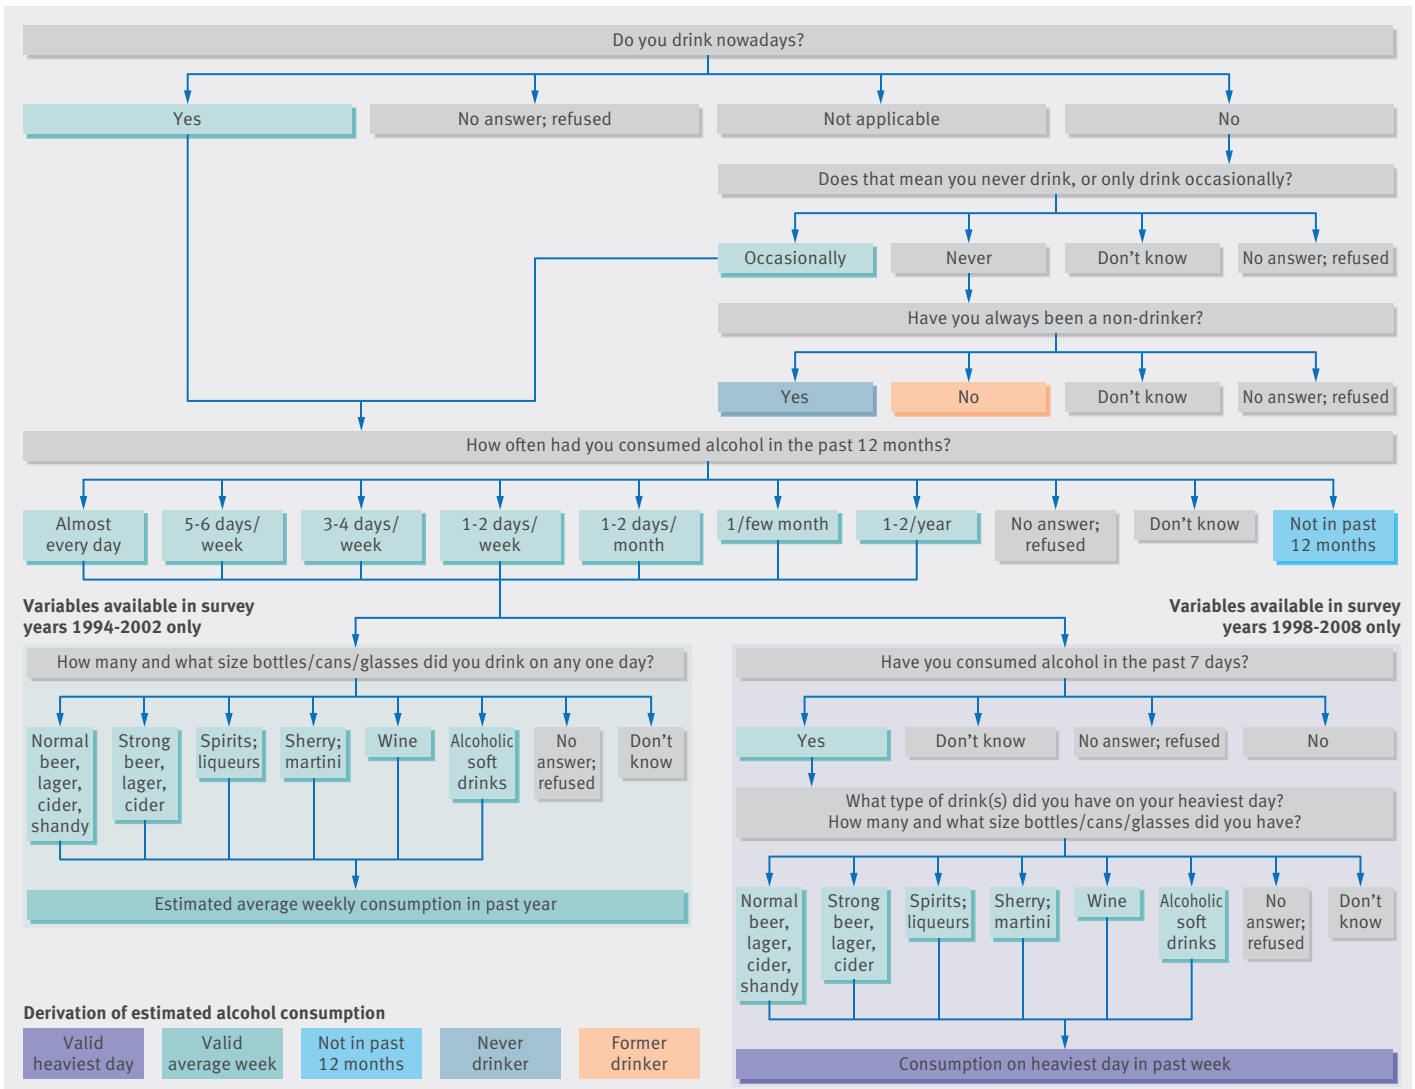 Do you drink nowadays?
Yes
No answer; refused
Not applicable
No
Does that mean you never drink, or only drink occasionally?
Occasionally
Never
Don't know
No answer; refused
Have you always been a non-drinker?
Yes
No
Don't know
No answer; refused
How often had you consumed alcohol in the past 12 months?
Almost
every day
5-6 days/
week
3-4 days/
week
1-2 days/
week
1-2 days/
month
1/few month
1-2/year
No answer;
refused
Don't know
Not in past
12 months
Variables available in survey
years 1994-2002 only
How many and what size bottles/cans/glasses did you drink on any one day?
Normal
beer,
lager,
cider,
shandy
Strong
beer,
lager,
cider
Spirits;
liqueurs
Sherry;
martini
Wine
Alcoholic
soft
drinks
No
answer;
refused
Don't
know
Estimated average weekly consumption in past year
Variables available in survey
years 1998-2008 only
Have you consumed alcohol in the past 7 days?
Yes
Don't know
No answer; refused
No
What type of drink(s) did you have on your heaviest day?
How many and what size bottles/cans/glasses did you have?
Normal
beer,
lager,
cider,
shandy
Strong
beer,
lager,
cider
Spirits;
liqueurs
Sherry;
martini
Wine
Alcoholic
soft
drinks
No
answer;
refused
Don't
know
Consumption on heaviest day in past week
Derivation of estimated alcohol consumption
Valid
heaviest day
Valid
average week
Not in past
12 months
Never
drinker
Former
drinker